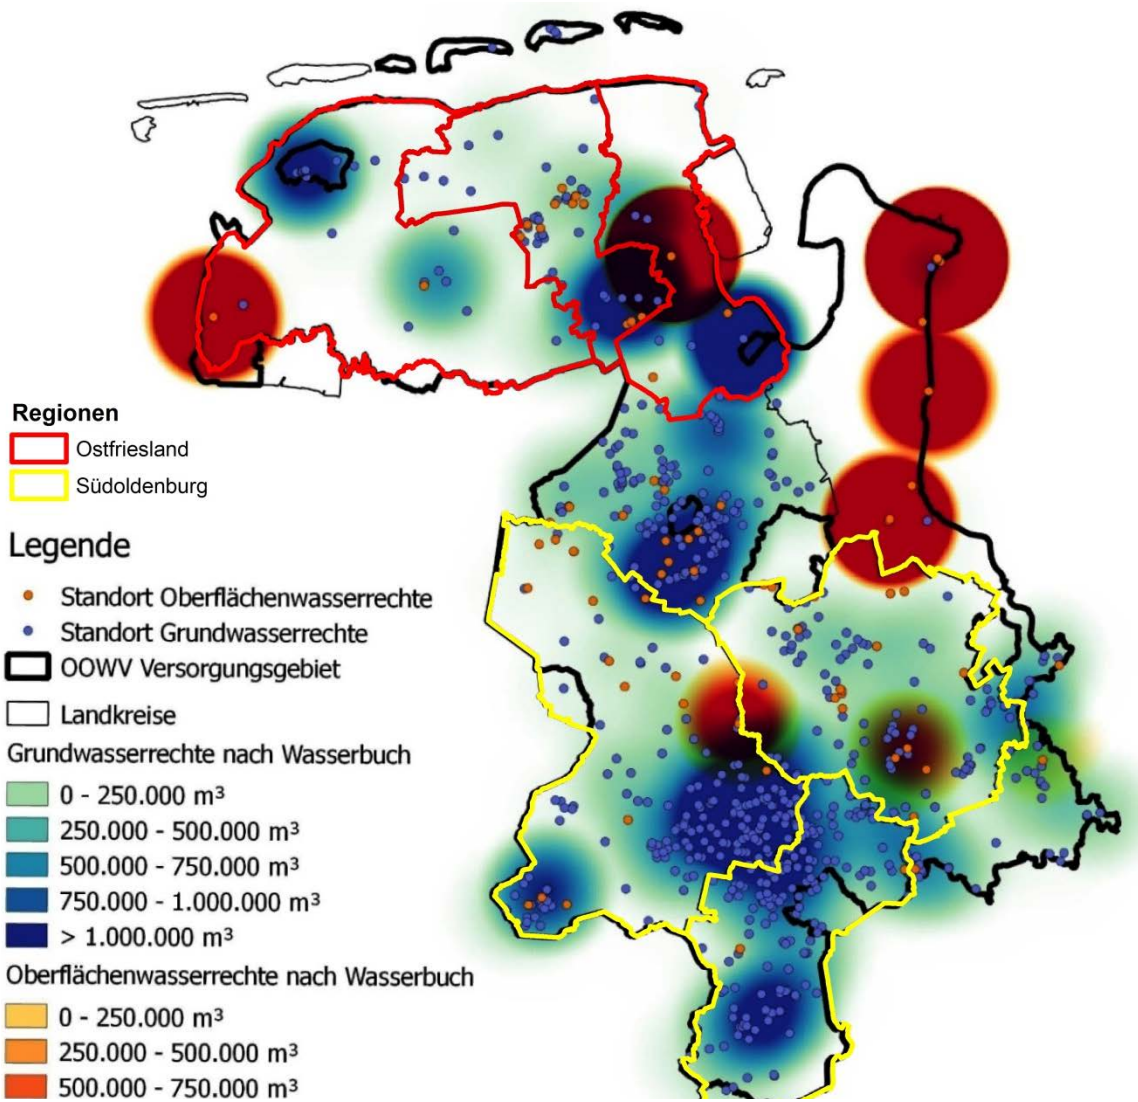 Regionen
Ostfriesland
Südoldenburg
Legende
Standort Oberflächenwasserrechte
Standort Grundwasserrechte
OOWV Versorgungsgebiet
Landkreise
Grundwasserrechte nach Wasserbuch
0 - 250.000 m³
250.000 - 500.000 m³
500.000 - 750.000 m³
750.000 - 1.000.000 m³
> 1.000.000 m³
Oberflächenwasserrechte nach Wasserbuch
0 - 250.000 m³
250.000 - 500.000 m³
500.000 - 750.000 m³